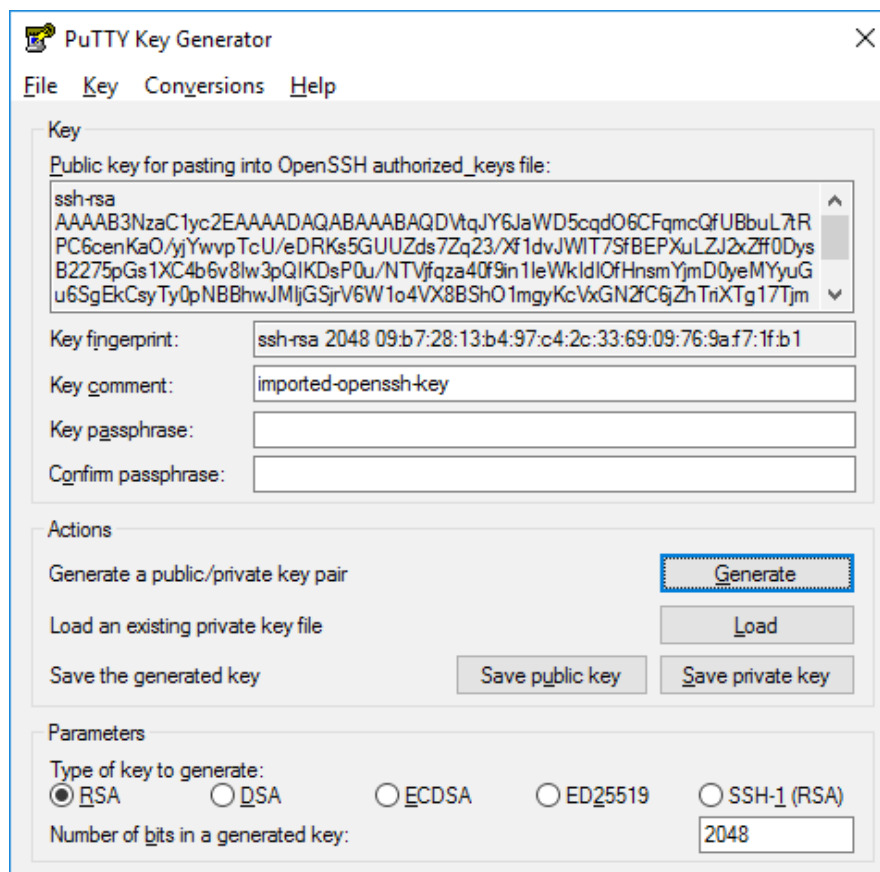 PuTTY Key Generator
File Key Conversions Help
Key
Public key for pasting into OpenSSH authorized_keys file:
ssh-rsa
AAAAB3NzaC1yc2EAAAADAQABAAABAQDVtqJY6JaWD5cqdO6CFqmcQfUBbuL7tR
PC6cenKaO/yjYwvpTcU/eDRKs5GUUZds7Zq23/Xf1dvJWIT7SfBEPXuLZJ2xZff0Dys
B2275pGs1XC4b6v8lw3pQIKDsP0u/NTVjfqza40f9in1IeWkIdIOfHnsmYjmD0yeMYyuG
u6SgEkCsyTy0pNBBhwJMIjGSjrV6W1o4VX8BShO1mgyKcVxGN2fC6jZhTriXTg17Tjm
Key fingerprint: ssh-rsa 2048 09:b7:28:13:b4:97:c4:2c:33:69:09:76:9a:f7:1f:b1
Key comment: imported-openssh-key
Key passphrase:
Confirm passphrase:
Actions
Generate a public/private key pair Generate
Load an existing private key file Load
Save the generated key Save public key Save private key
Parameters
Type of key to generate:
RSA DSA ECDSA ED25519 SSH-1 (RSA)
Number of bits in a generated key: 2048